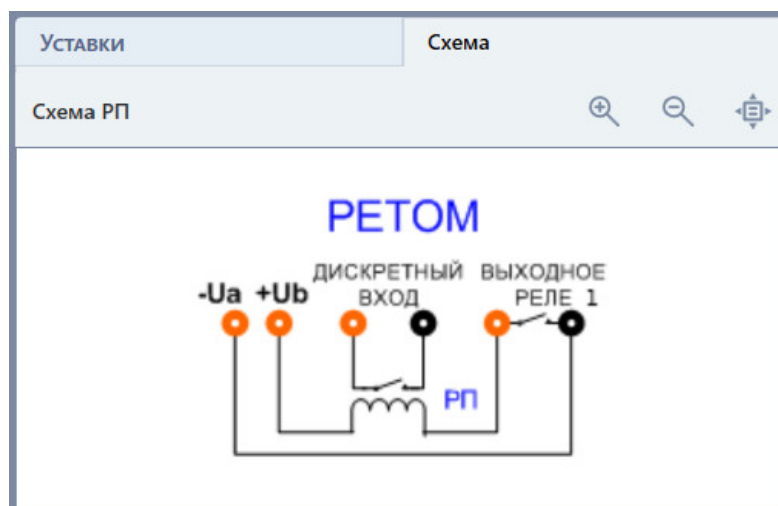 Уставки
Схема
Схема РП
РЕТОМ
ДИСКРЕТНЫЙ ВЫХОДНОЕ
-Ua +Ub ВХОД РЕЛЕ 1
РП